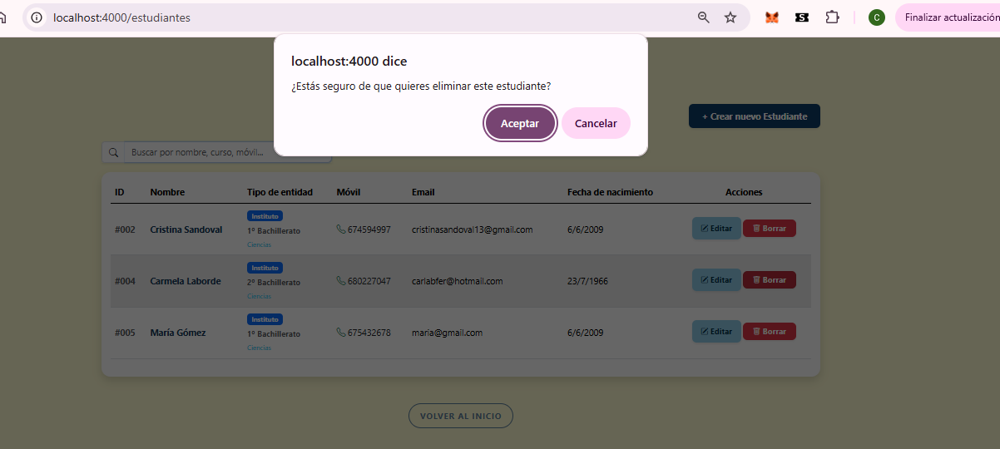 localhost:4000/estudiantes
C
Finalizar actualización
localhost:4000 dice
¿Estás seguro de que quieres eliminar este estudiante?
Aceptar Cancelar
+ Crear nuevo Estudiante
Buscar por nombre, curso, móvil...
ID Nombre Tipo de entidad Móvil Email Fecha de nacimiento Acciones
Instituto
#002 Cristina Sandoval 1º Bachillerato 674594997 cristinasandoval13@gmail.com 6/6/2009 Editar Borrar
Ciencias
Instituto
#004 Carmela Laborde 2º Bachillerato 680227047 carlabfer@hotmail.com 23/7/1966 Editar Borrar
Ciencias
Instituto
#005 María Gómez 1º Bachillerato 675432678 maria@gmail.com 6/6/2009 Editar Borrar
Ciencias
VOLVER AL INICIO